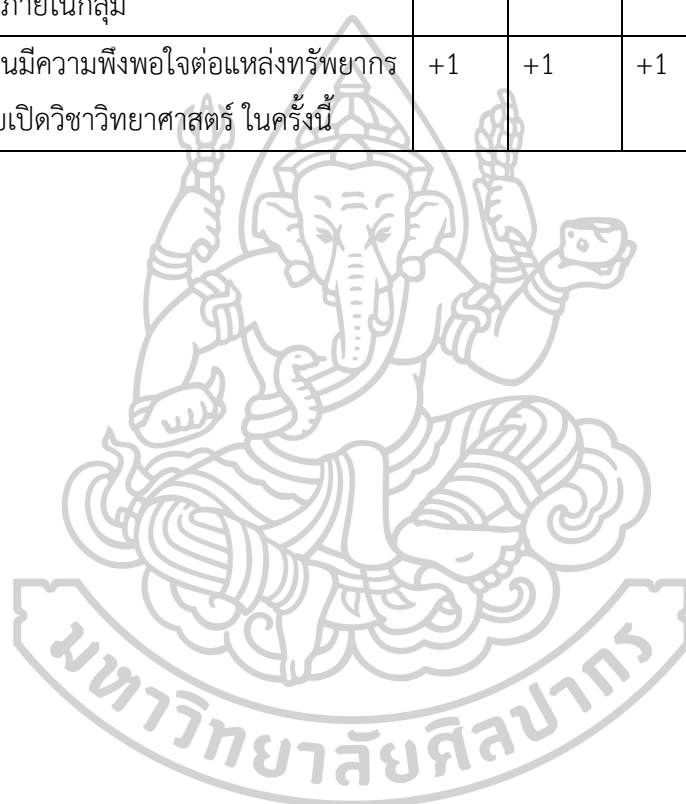 ภายในกลุ่ม
นมีความพึงพอใจต่อแหล่งทรัพยากร +1 +1 +1
เปิดวิชาวิทยาศาสตร์ ในครั้งนี้
มหาวิทยาลัยศิลปากร